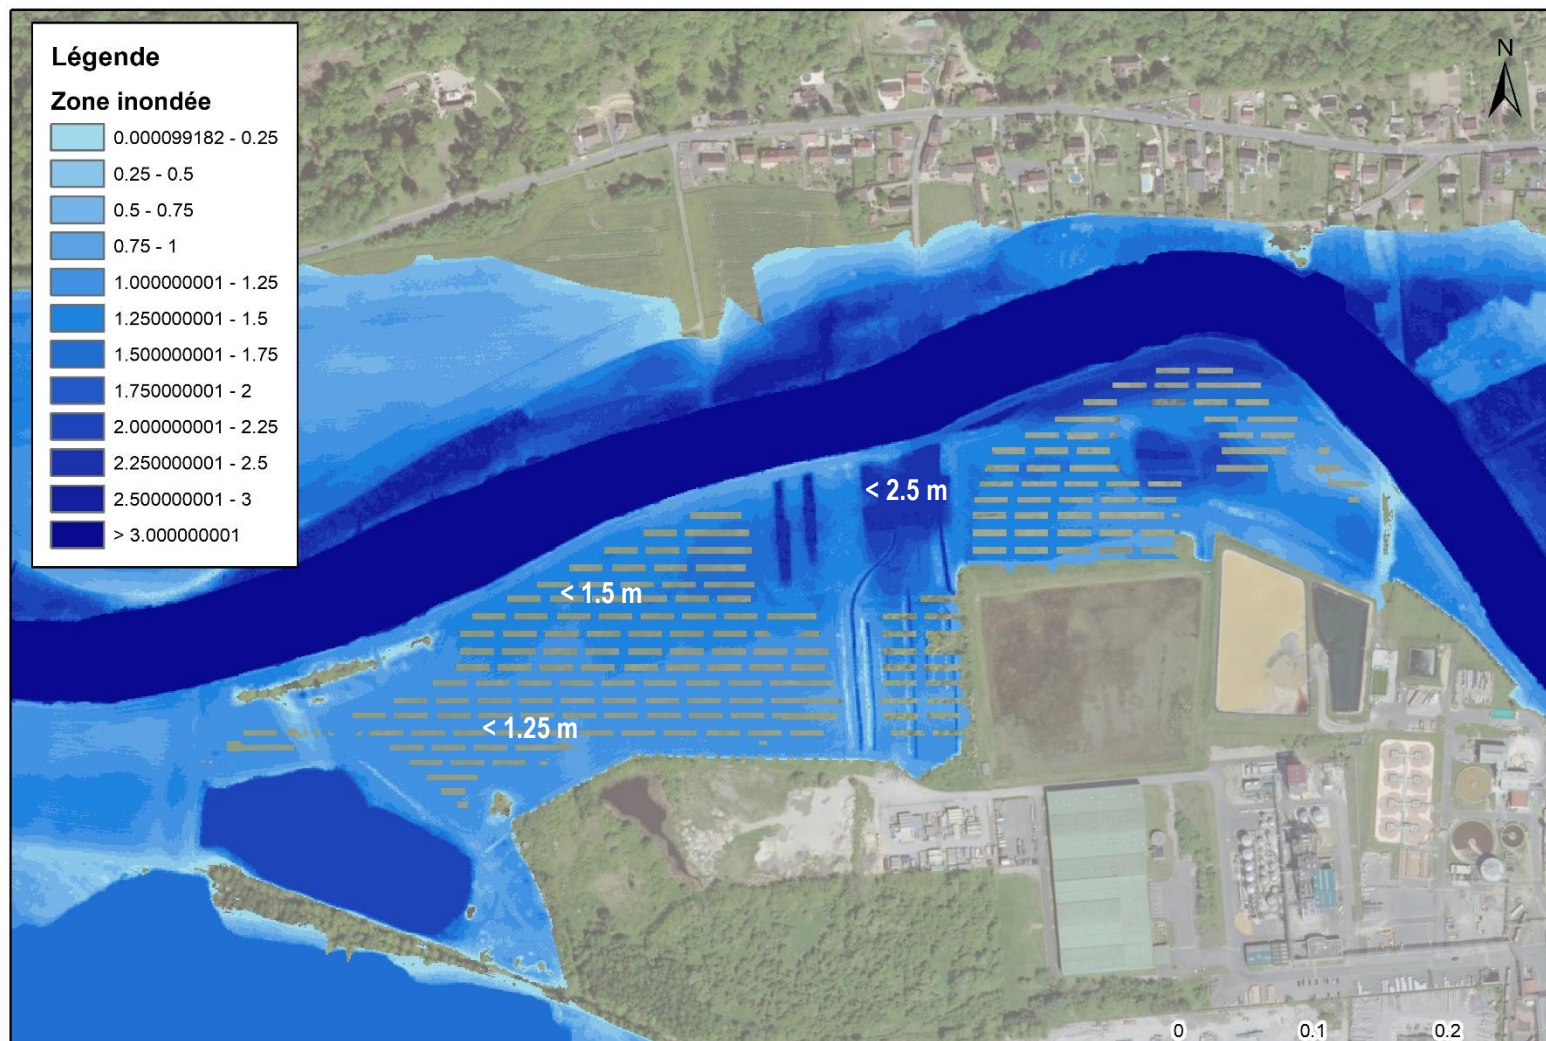 Légende
Zone inondée
0.000099182 - 0.25
0.25 - 0.5
0.5 - 0.75
0.75 - 1
1.000000001 - 1.25
1.250000001 - 1.5
1.500000001 - 1.75
1.750000001 - 2
2.000000001 - 2.25
2.250000001 - 2.5
2.500000001 - 3
> 3.000000001
N
< 2.5 m
< 1.5 m
< 1.25 m
0 0.1 0.2